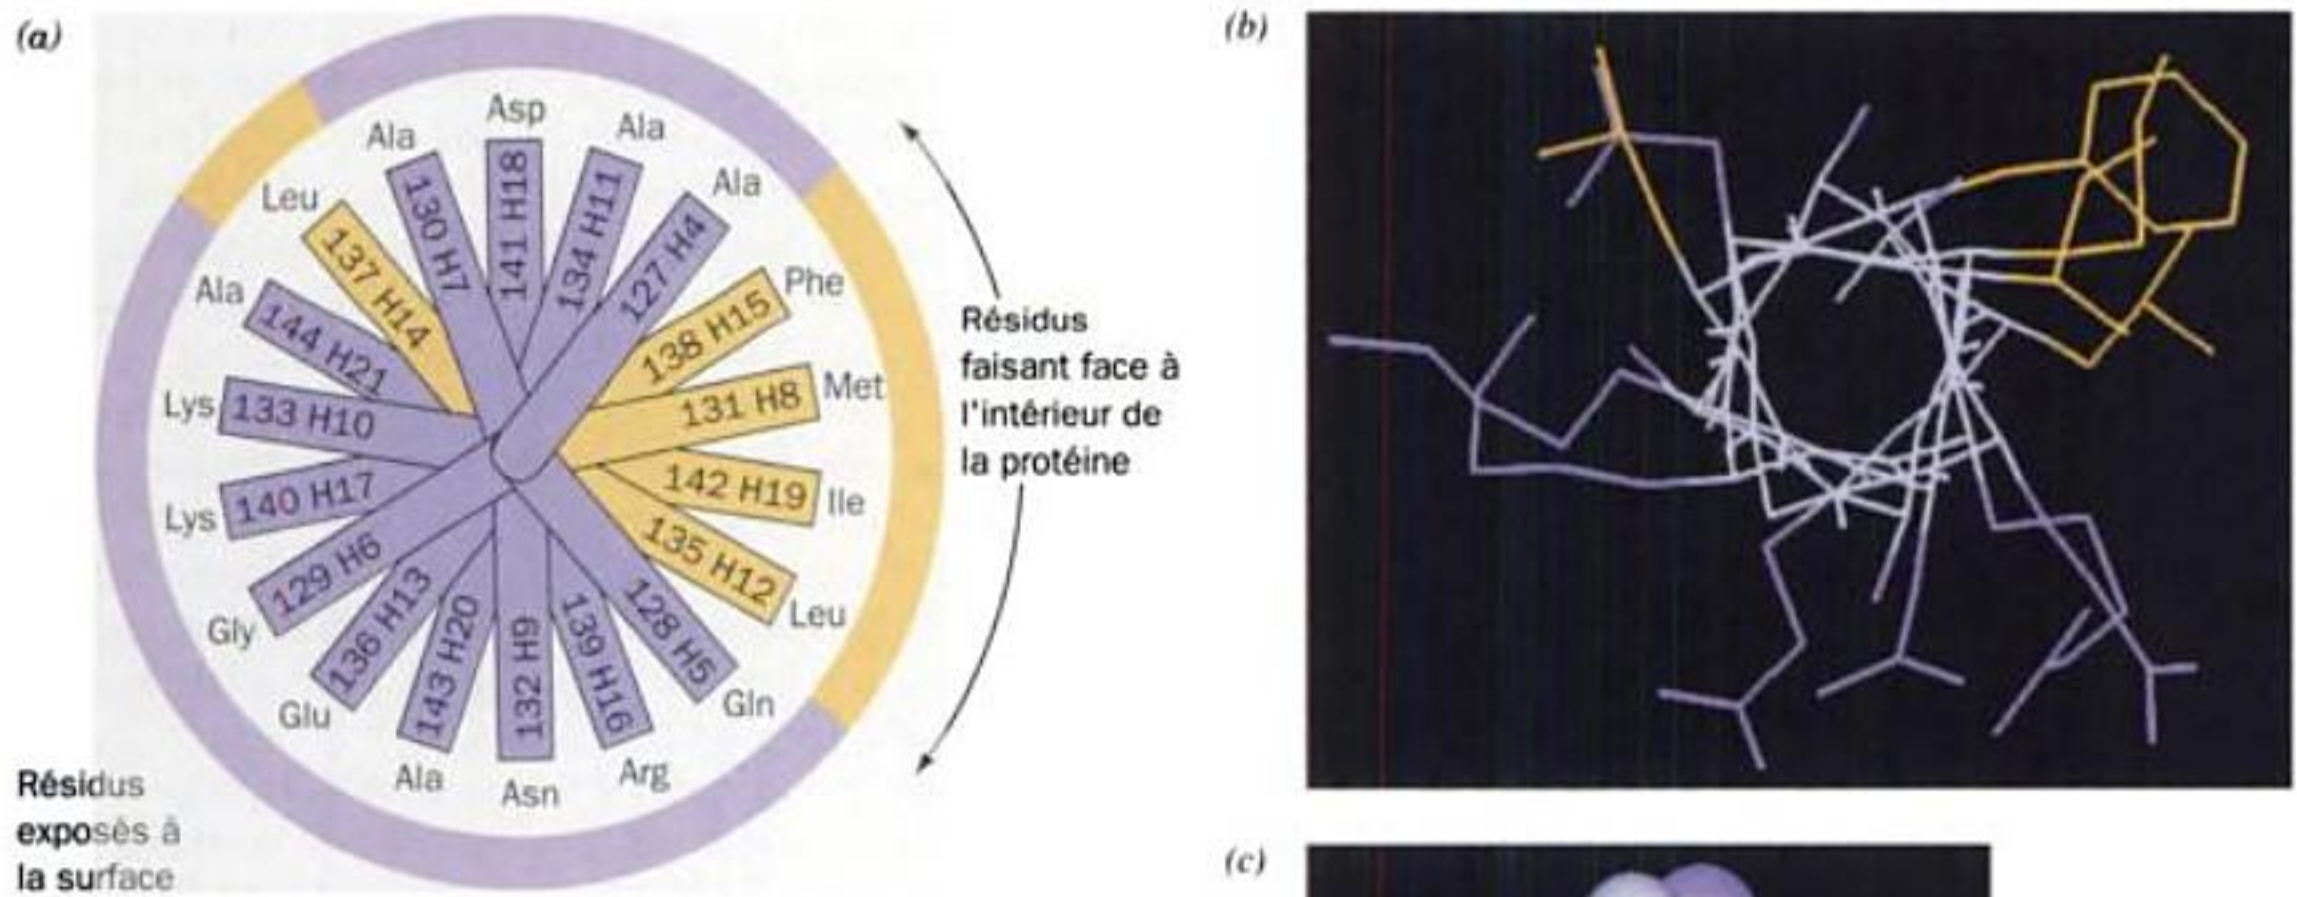 (a)
Asp
Ala
Ala
Ala
Leu
Phe
Ala
Met
Lys
Ile
Lys
Leu
Gly
Gln
Glu
Arg
Ala
Asn
130 H7
141 H18
134 H11
127 H4
137 H14
138 H15
144 H21
131 H8
133 H10
142 H19
140 H17
135 H12
129 H6
128 H5
136 H13
143 H20
132 H9
139 H16
Résidus
faisant face à
l'intérieur de
la protéine
Résidus
exposés à
la surface
(b)
(c)